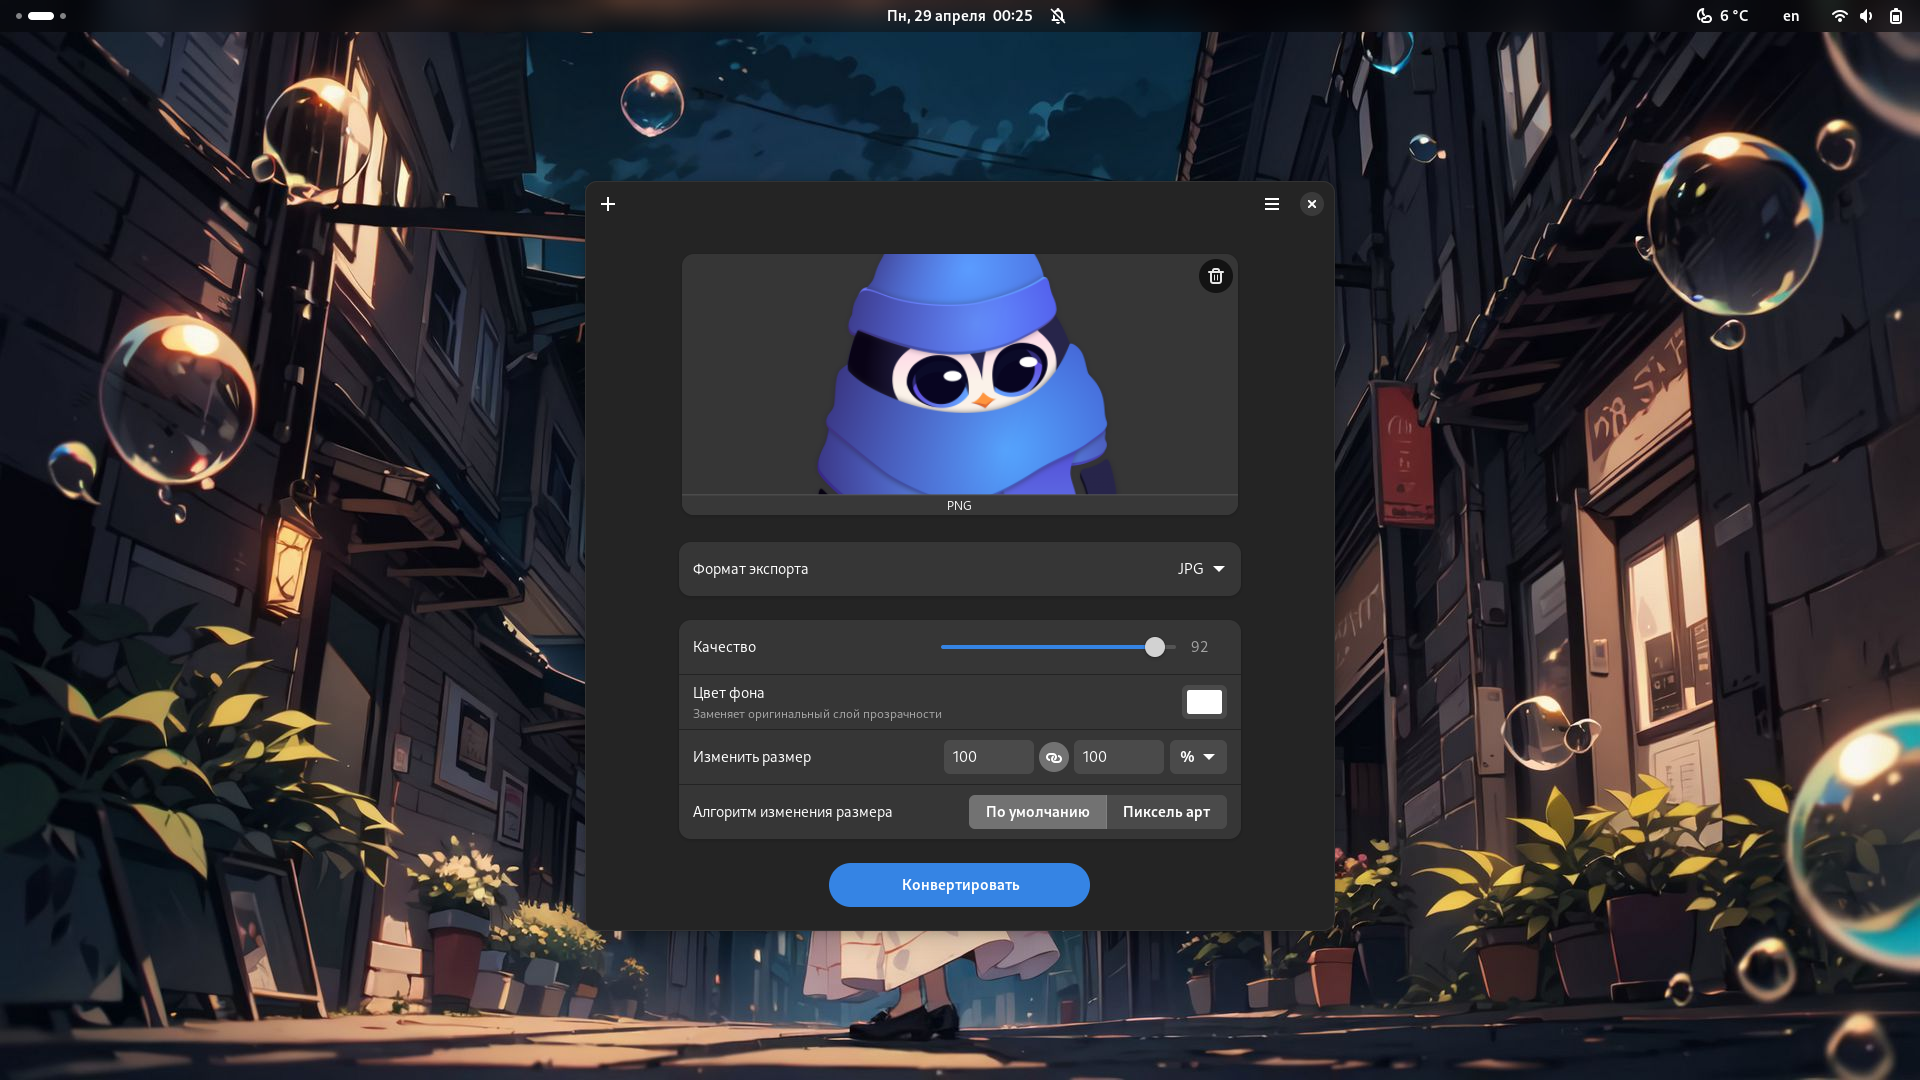 Пн, 29 апреля 00:25
6 °C
en
PNG
Формат экспорта
JPG
Качество
92
Цвет фона
Заменяет оригинальный слой прозрачности
Изменить размер
100
100
%
Алгоритм изменения размера
По умолчанию
Пиксель арт
Конвертировать